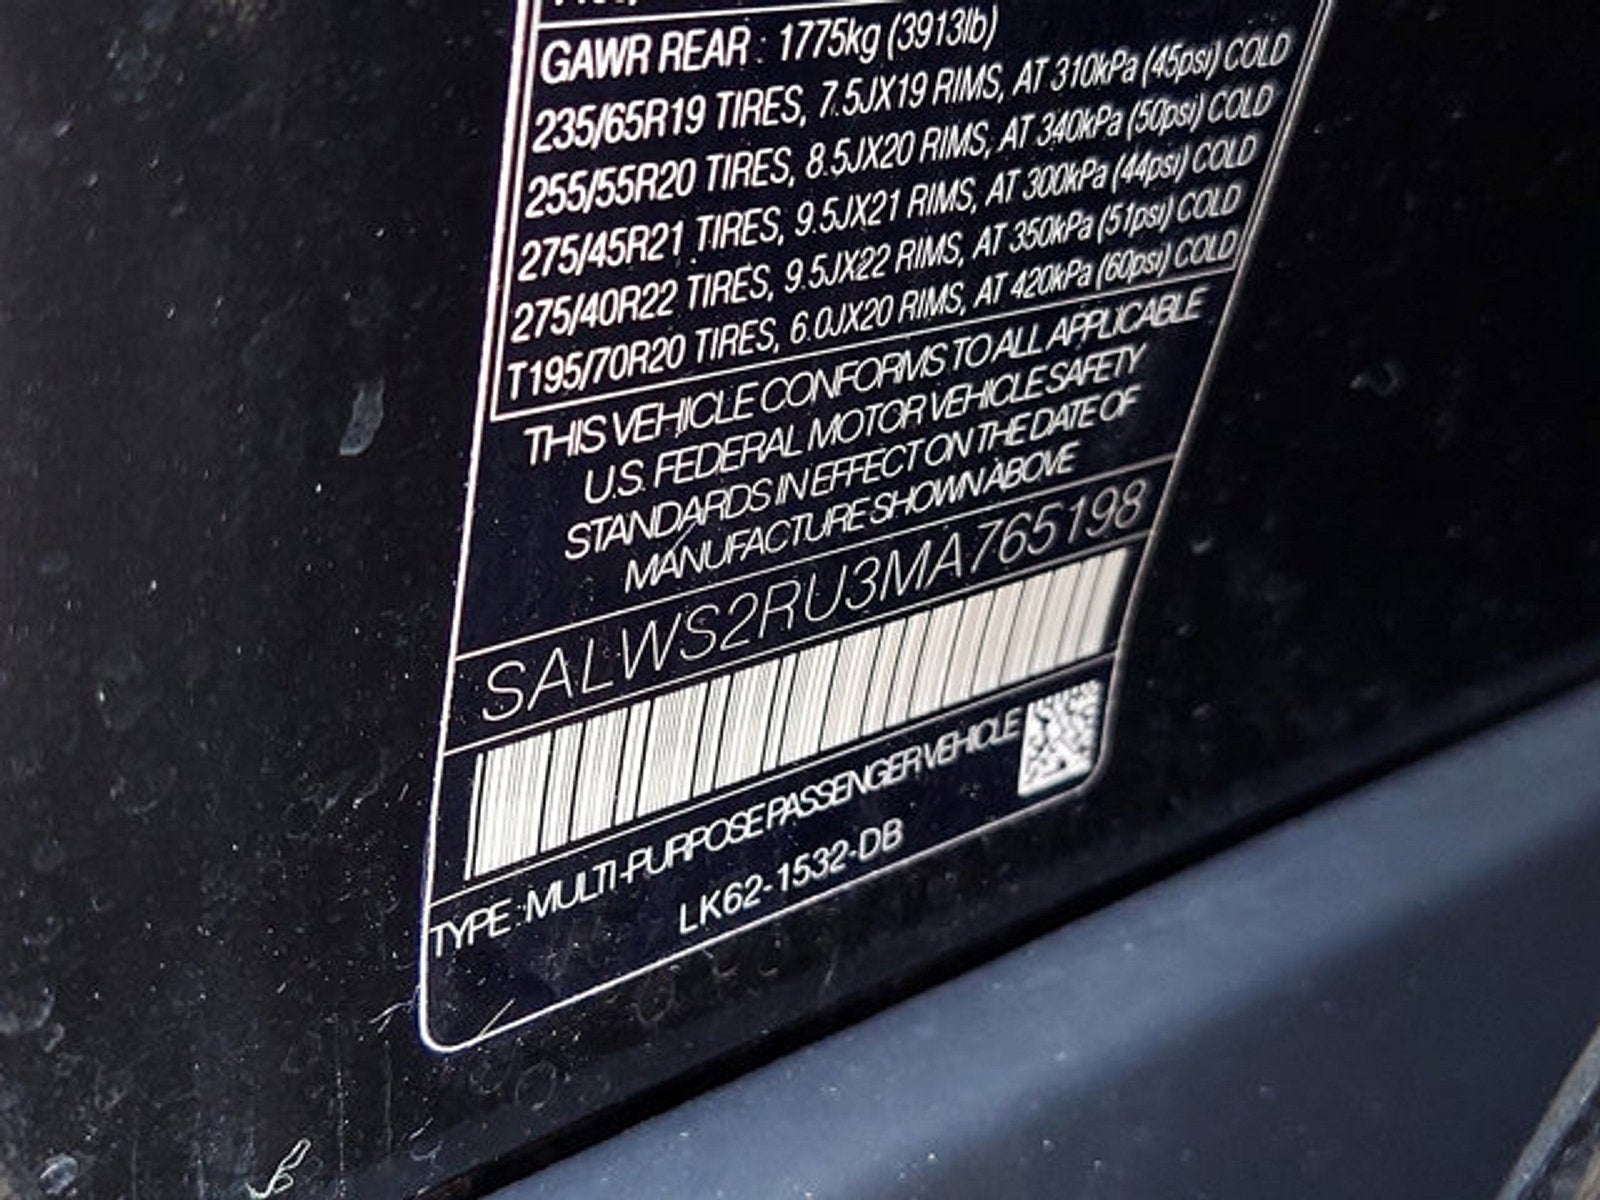 GAWR REAR : 1775kg (3913lb)
235/65R19 TIRES, 7.5JX19 RIMS, AT 310kPa (45psi) COLD
255/55R20 TIRES, 8.5JX20 RIMS, AT 340kPa (50psi) COLD
275/45R21 TIRES, 9.5JX21 RIMS, AT 300kPa (44psi) COLD
275/40R22 TIRES, 9.5JX22 RIMS, AT 350kPa (51psi) COLD
T195/70R20 TIRES, 6.0JX20 RIMS, AT 420kPa (60psi) COLD
THIS VEHICLE CONFORMS TO ALL APPLICABLE
U.S. FEDERAL MOTOR VEHICLE SAFETY
STANDARDS IN EFFECT ON THE DATE OF
MANUFACTURE SHOWN ABOVE
SALWS2RU3MA765198
TYPE : MULTI-PURPOSE PASSENGER VEHICLE
LK62-1532-DB